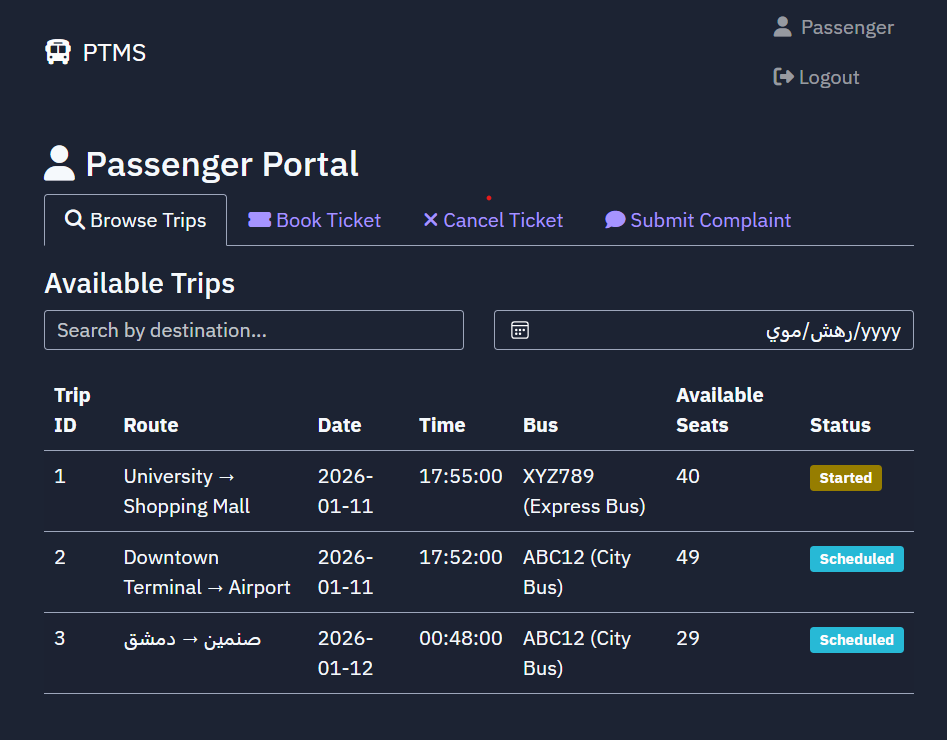 PTMS
Passenger
Logout
Passenger Portal
Browse Trips
Book Ticket
Cancel Ticket
Submit Complaint
Available Trips
Search by destination...
yyyy/رهش/موي
Trip ID
Route
Date
Time
Bus
Available Seats
Status
1
University →
Shopping Mall
2026-
01-11
17:55:00
XYZ789
(Express Bus)
40
Started
2
Downtown
Terminal → Airport
2026-
01-11
17:52:00
ABC12 (City
Bus)
49
Scheduled
3
صنمين → دمشق
2026-
01-12
00:48:00
ABC12 (City
Bus)
29
Scheduled